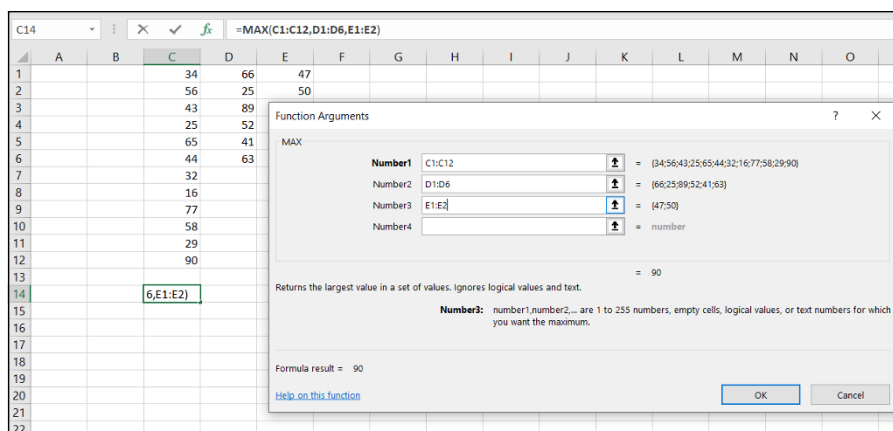 C14 fx =MAX(C1:C12,D1:D6,E1:E2)
A B C D E F G H I J K L M N O
1 34 66 47
2 56 25 50
3 43 89
4 25 52
5 65 41
6 44 63
7 32
8 16
9 77
10 58
11 29
12 90
13
14 6,E1:E2)
15
16
17
18
19
20
21
22
Function Arguments ? X
MAX
Number1 C1:C12 = {34;56;43;25;65;44;32;16;77;58;29;90}
Number2 D1:D6 = {66;25;89;52;41;63}
Number3 E1:E2 = {47;50}
Number4 = number
= 90
Returns the largest value in a set of values. Ignores logical values and text.
Number3: number1,number2,... are 1 to 255 numbers, empty cells, logical values, or text numbers for which
you want the maximum.
Formula result = 90
Help on this function OK Cancel